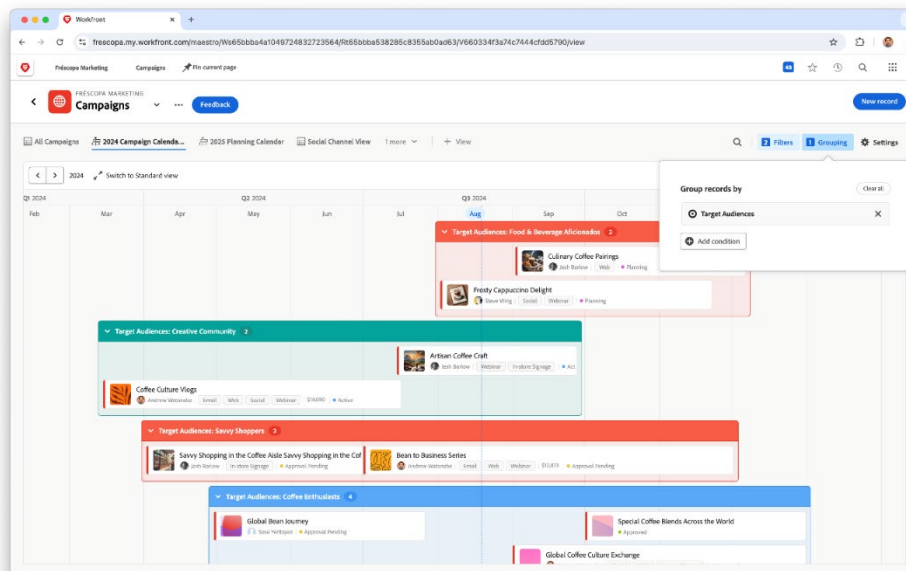 Workfront
frescopa.my.workfront.com/maestro/Ws65bbba4a1049724832723564/Rt65bbba538285c8355ab0ad63/V660334f3a74c7444cfdd5790/view
Fréscopa Marketing Campaigns Pin current page
FRÉSCOPA MARKETING
Campaigns
Feedback
New record
All Campaigns 2024 Campaign Calenda... 2025 Planning Calendar Social Channel View 1 more + View
2 Filters 1 Grouping Settings
2024 Switch to Standard view
Group records by Clear all
Target Audiences
Add condition
Q1 2024 Q2 2024 Q3 2024
Feb Mar Apr May Jun Jul Aug Sep Oct
Target Audiences: Food & Beverage Aficionados 2
Culinary Coffee Pairings
Josh Barlow Web Planning
Frosty Cappuccino Delight
Steve Wing Social Webinar Planning
Target Audiences: Creative Community 2
Artisan Coffee Craft
Josh Barlow Webinar In-store Signage Act
Coffee Culture Vlogs
Andrew Watanabe Email Web Social Webinar Active
Target Audiences: Savvy Shoppers
Savvy Shopping in the Coffee Aisle Savvy Shopping in the Cof
Josh Barlow In-store Signage Approval Pending
Bean to Business Series
Andrew Watanabe Email Web Webinar Approval Pending
Target Audiences: Coffee Enthusiasts 4
Global Bean Journey
Approval Pending
Special Coffee Blends Across the World
Approved
Global Coffee Culture Exchange